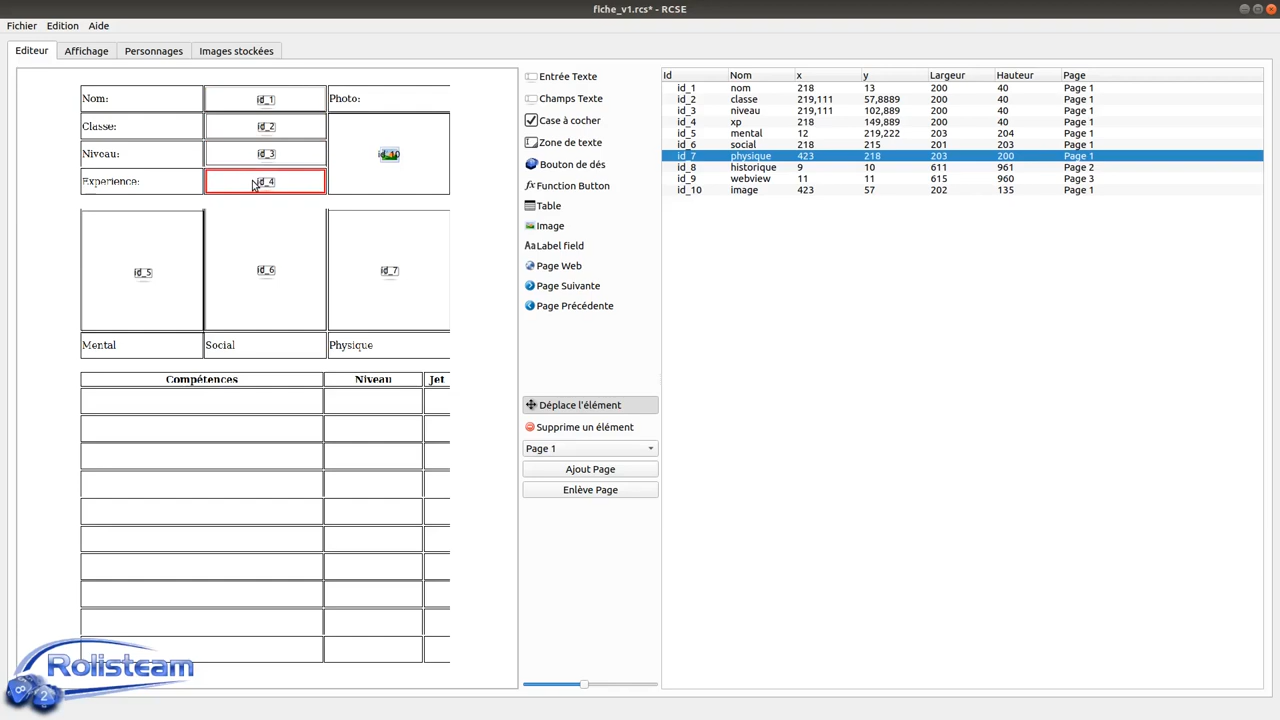 fiche_v1.rcs* - RCSE
Fichier Edition Aide
Editeur Affichage Personnages Images stockées
Nom: id_1 Photo:
Classe: id_2
Niveau: id_3
Experience: id_4
id_5 id_6 id_7
Mental Social Physique
Compétences Niveau Jet
Rolisteam
Entrée Texte
Champs Texte
Case à cocher
Zone de texte
Bouton de dés
Function Button
Table
Image
Aa Label field
Page Web
Page Suivante
Page Précédente
Déplace l'élément
Supprime un élément
Page 1
Ajout Page
Enlève Page
Id Nom x y Largeur Hauteur Page
id_1 nom 218 13 200 40 Page 1
id_2 classe 219,111 57,8889 200 40 Page 1
id_3 niveau 219,111 102,889 200 40 Page 1
id_4 xp 218 149,889 200 40 Page 1
id_5 mental 12 219,222 203 204 Page 1
id_6 social 218 215 201 203 Page 1
id_7 physique 423 218 203 200 Page 1
id_8 historique 9 10 611 961 Page 2
id_9 webview 11 11 615 960 Page 3
id_10 image 423 57 202 135 Page 1